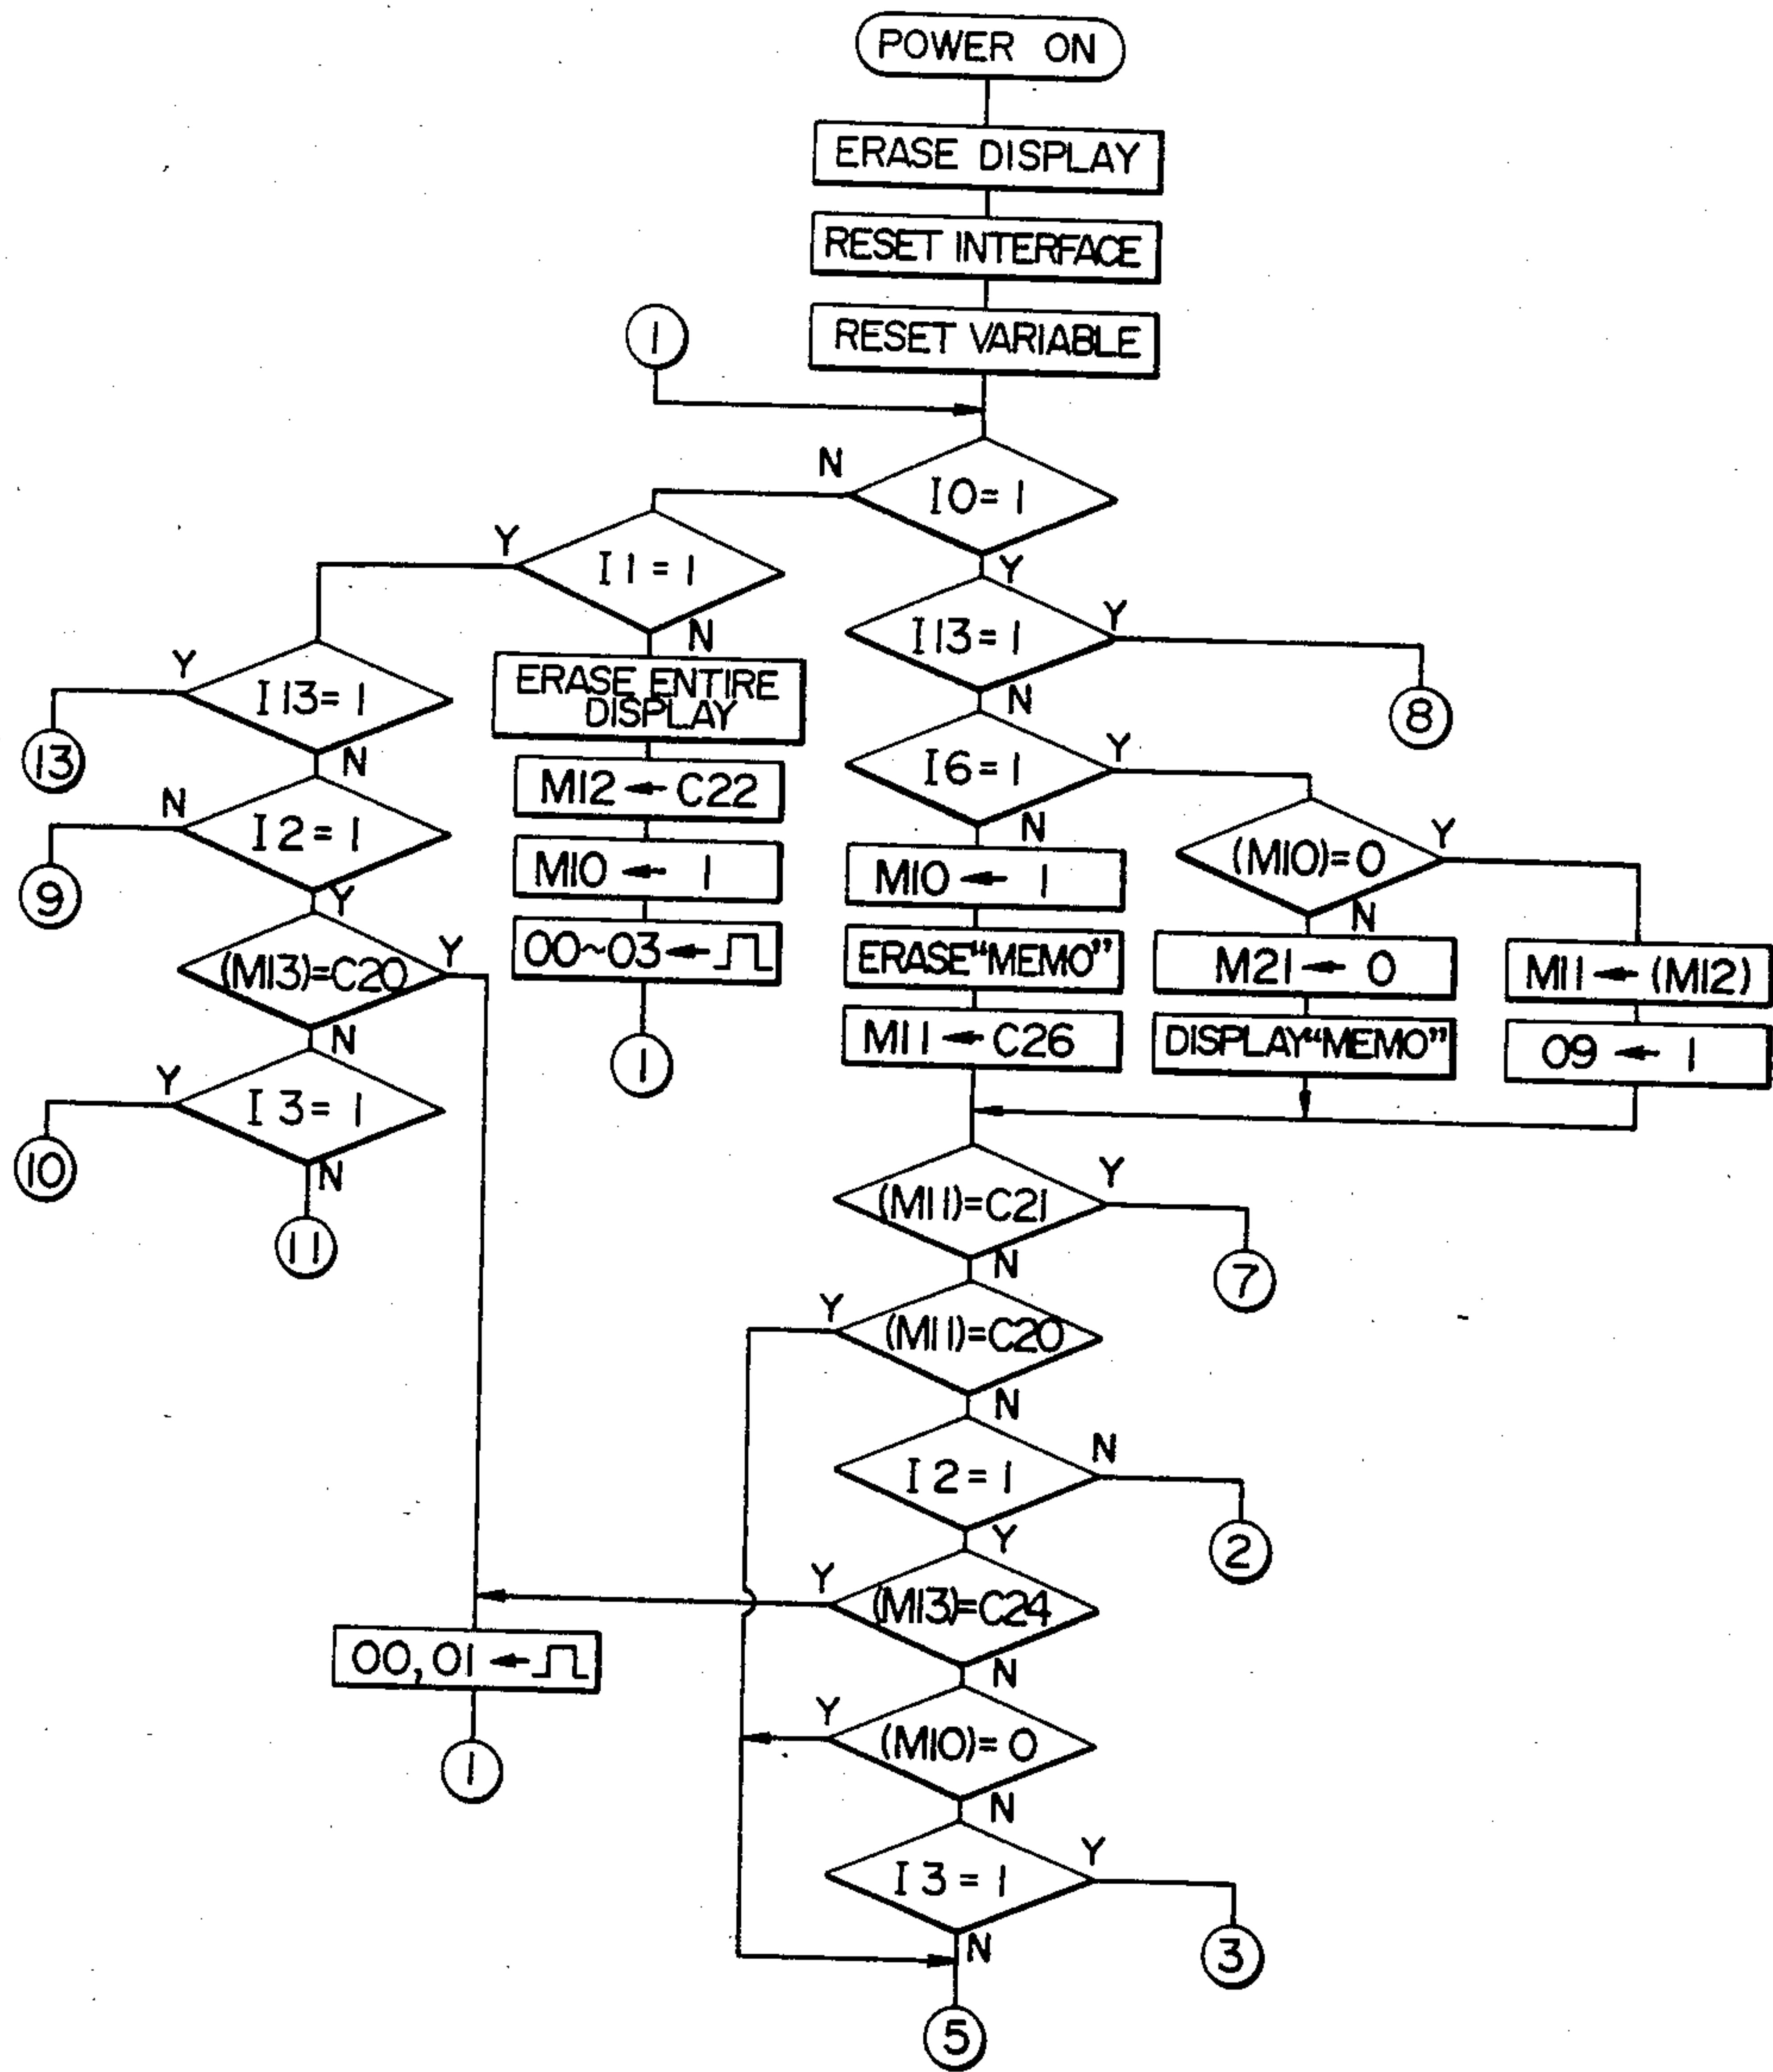 POWER ON
ERASE DISPLAY
RESET INTERFACE
RESET VARIABLE
1
I0=1
N
Y
I1=1
Y
N
I13=1
Y
N
8
I13=1
Y
N
13
ERASE ENTIRE
DISPLAY
I6=1
Y
N
M12←C22
I2=1
N
Y
9
(M10)=0
Y
N
M10←1
M10←1
00~03←
ERASE"MEMO"
M21←0
M11←(M12)
(M13)=C20
Y
N
1
M11←C26
DISPLAY"MEMO"
09←1
I3=1
Y
N
10
11
(M11)=C21
Y
N
7
(M11)=C20
Y
N
I2=1
N
Y
2
(M13)=C24
Y
N
00,01←
1
(M10)=0
Y
N
I3=1
Y
N
3
5